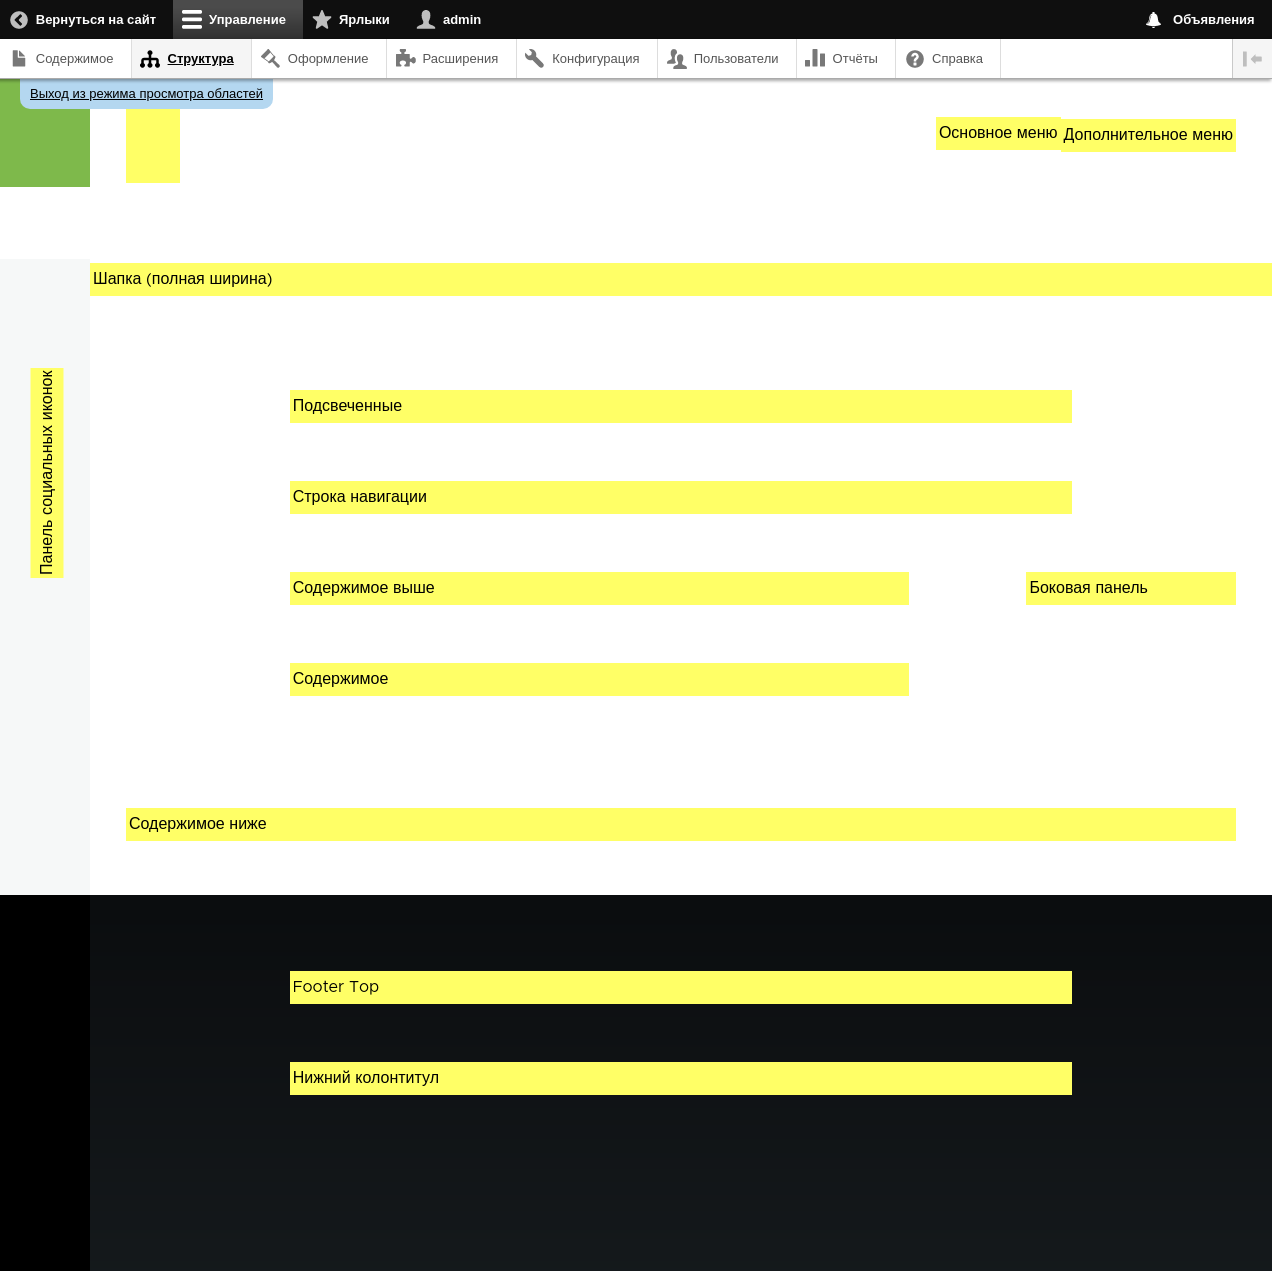 Вернуться на сайт
Управление
Ярлыки
admin
Объявления
Содержимое
Структура
Оформление
Расширения
Конфигурация
Пользователи
Отчёты
Справка
Выход из режима просмотра областей
Основное меню
Дополнительное меню
Шапка (полная ширина)
Панель социальных иконок
Подсвеченные
Строка навигации
Содержимое выше
Боковая панель
Содержимое
Содержимое ниже
Footer Top
Нижний колонтитул